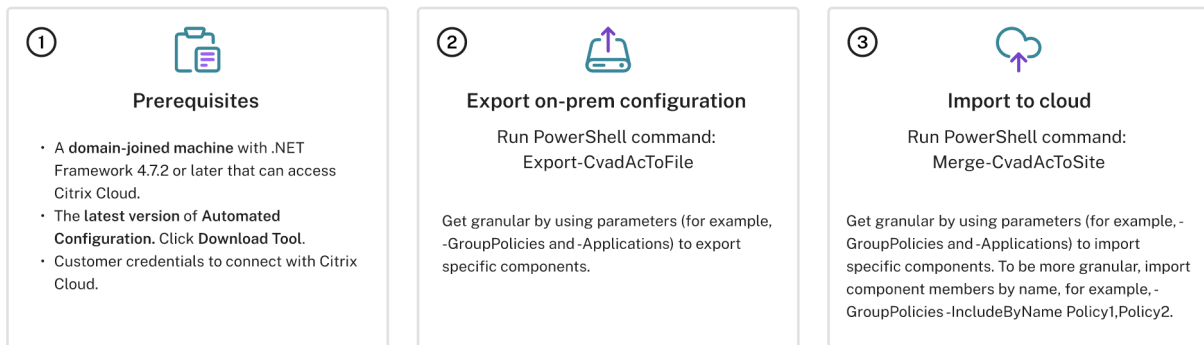 1
Prerequisites
• A domain-joined machine with .NET
Framework 4.7.2 or later that can access
Citrix Cloud.
• The latest version of Automated
Configuration. Click Download Tool.
• Customer credentials to connect with Citrix
Cloud.
2
Export on-prem configuration
Run PowerShell command:
Export-CvadAcToFile
Get granular by using parameters (for example,
-GroupPolicies and -Applications) to export
specific components.
3
Import to cloud
Run PowerShell command:
Merge-CvadAcToSite
Get granular by using parameters (for example, -
GroupPolicies and -Applications) to import
specific components. To be more granular, import
component members by name, for example, -
GroupPolicies -IncludeByName Policy1,Policy2.